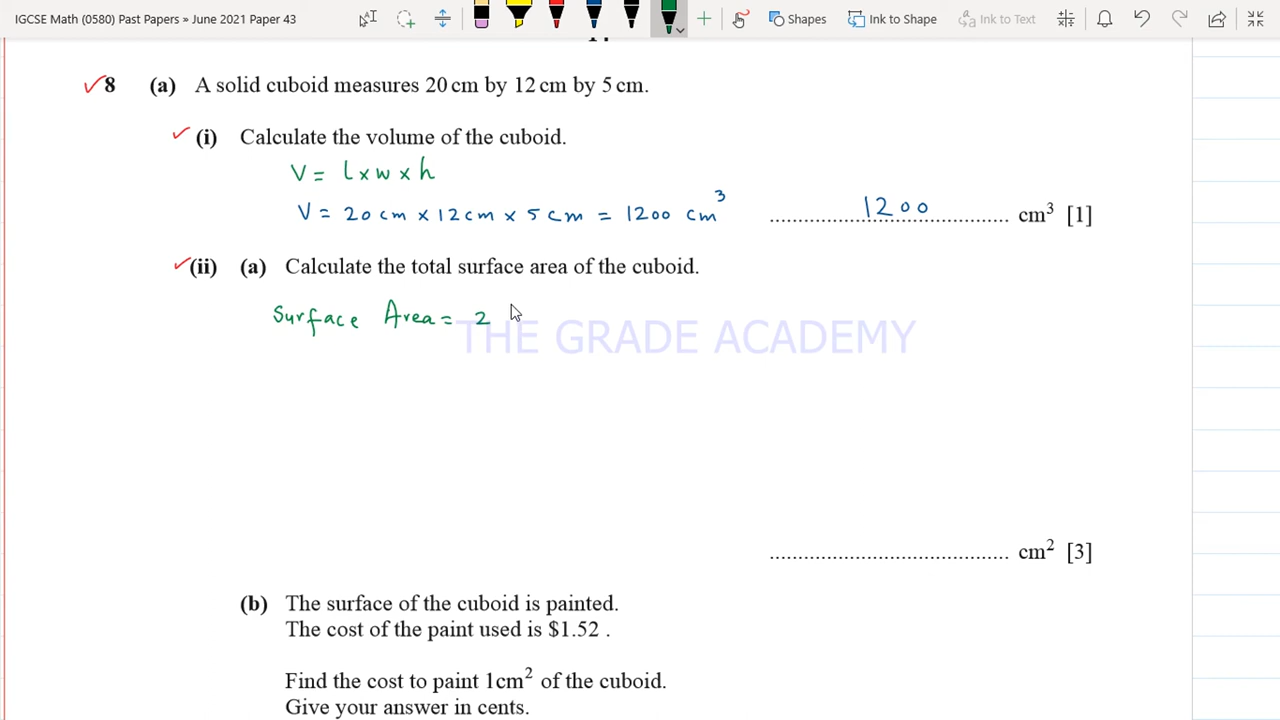 IGCSE Math (0580) Past Papers » June 2021 Paper 43
Shapes
Ink to Shape
Ink to Text
8 (a) A solid cuboid measures 20 cm by 12 cm by 5 cm.
(i) Calculate the volume of the cuboid.
V = l x w x h
V = 20 cm x 12 cm x 5 cm = 1200 cm³ 1200 cm³ [1]
(ii) (a) Calculate the total surface area of the cuboid.
Surface Area = 2
THE GRADE ACADEMY
.......................................... cm² [3]
(b) The surface of the cuboid is painted.
The cost of the paint used is $1.52 .
Find the cost to paint 1 cm² of the cuboid.
Give your answer in cents.